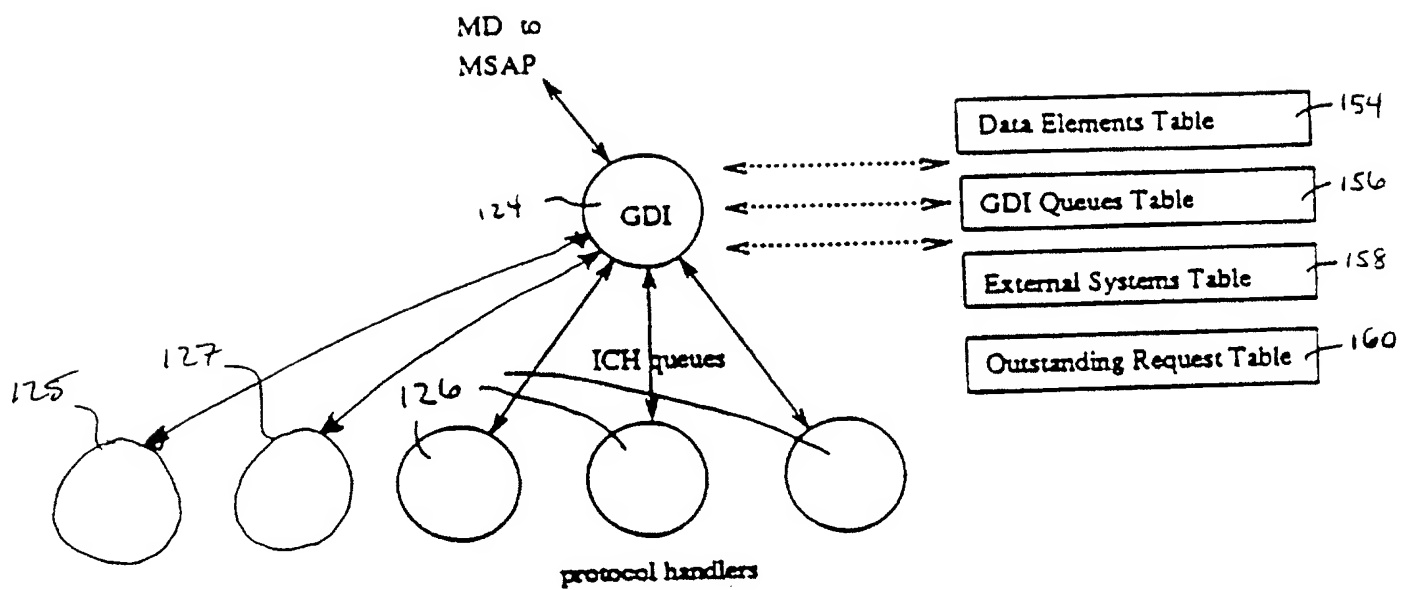 MD to
MSAP
Data Elements Table
154
124
GDI
GDI Queues Table
156
External Systems Table
158
ICH queues
Outstanding Request Table
160
125
127
126
protocol handlers